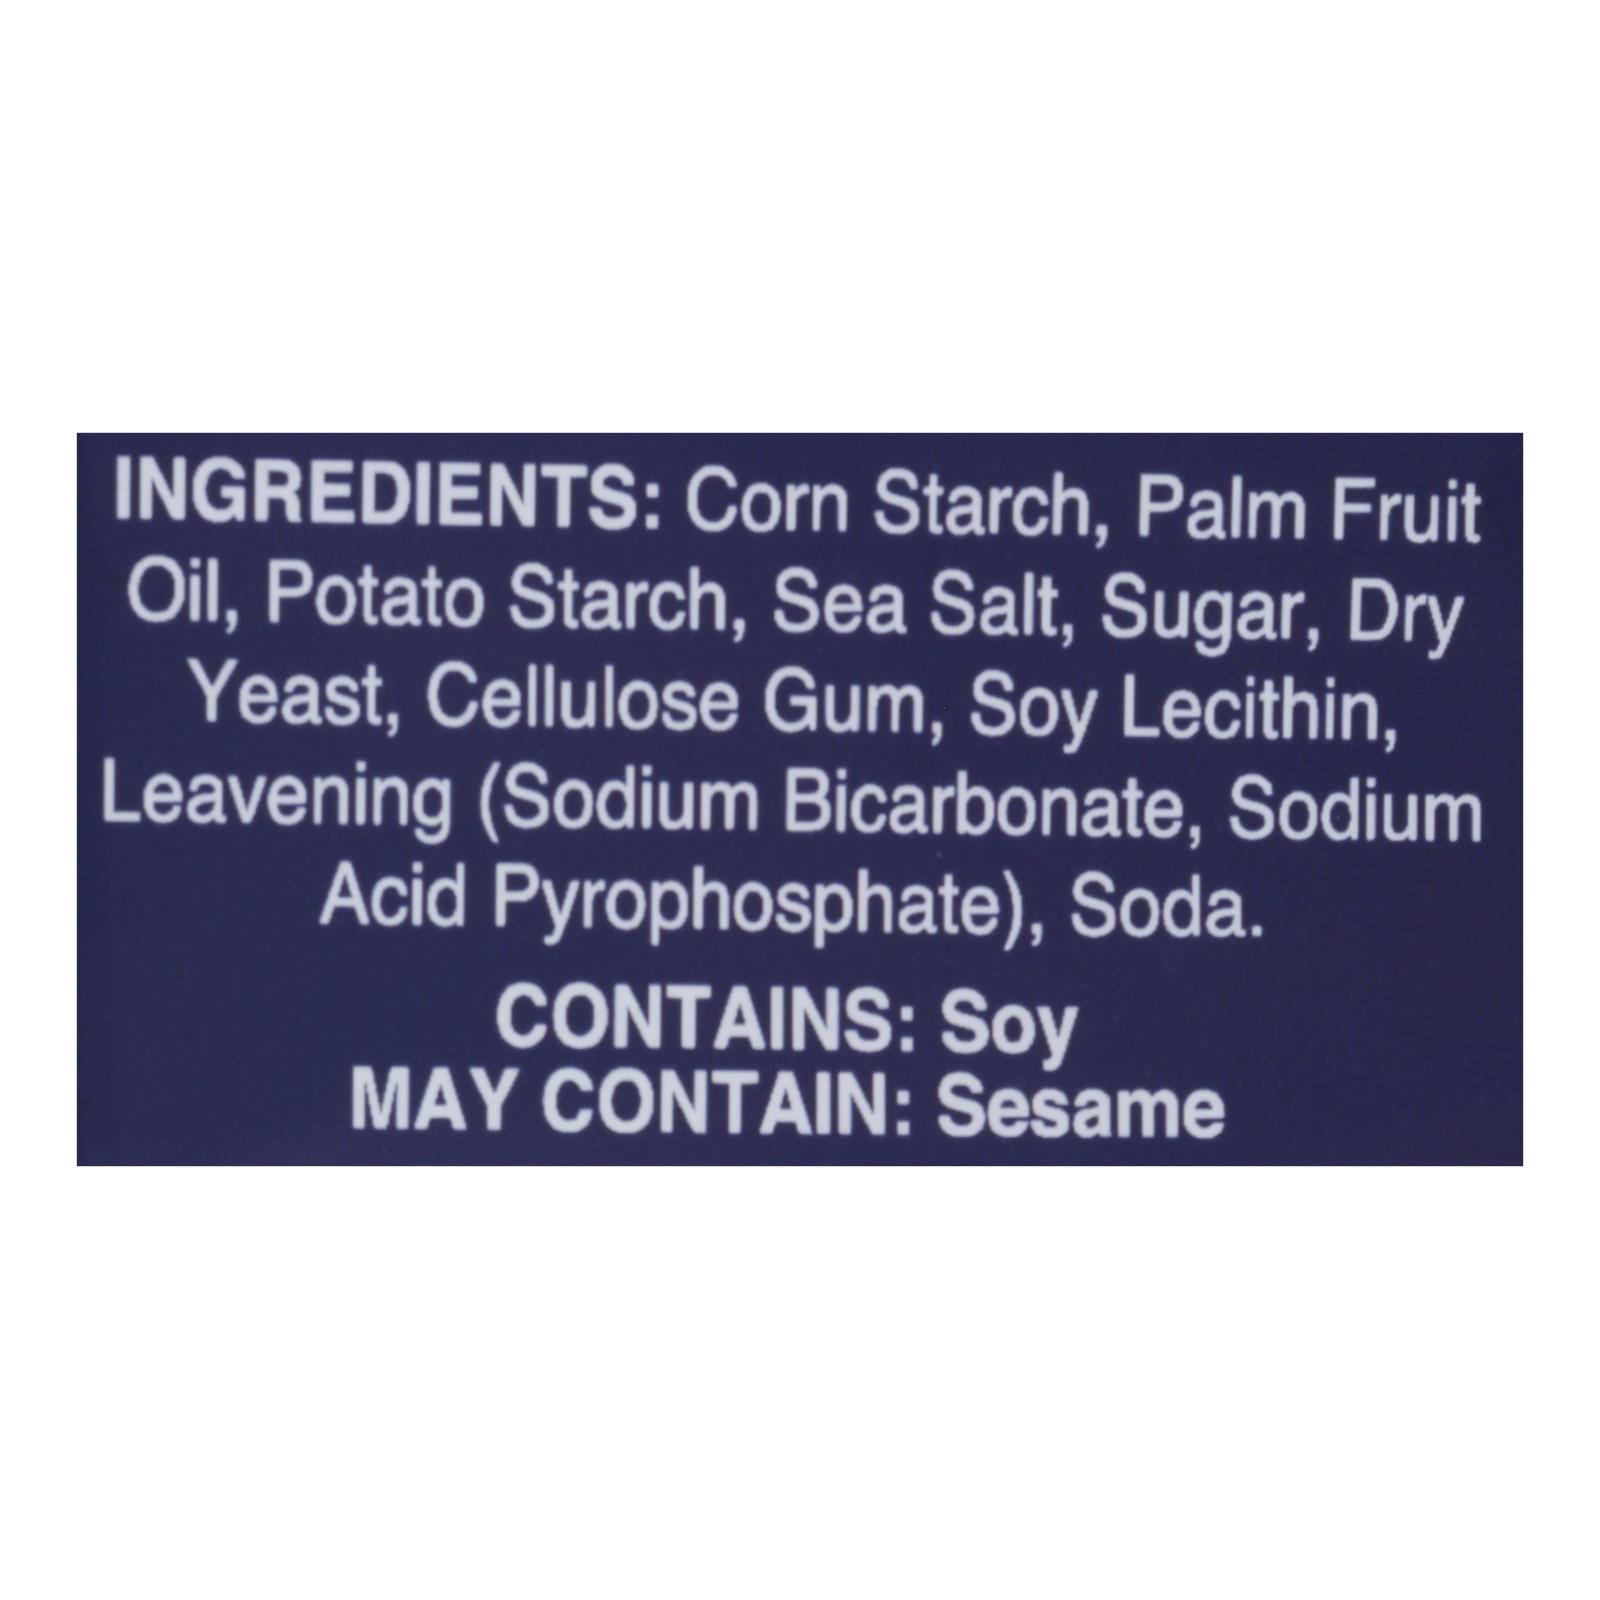 INGREDIENTS: Corn Starch, Palm Fruit
Oil, Potato Starch, Sea Salt, Sugar, Dry
Yeast, Cellulose Gum, Soy Lecithin,
Leavening (Sodium Bicarbonate, Sodium
Acid Pyrophosphate), Soda.
CONTAINS: Soy
MAY CONTAIN: Sesame